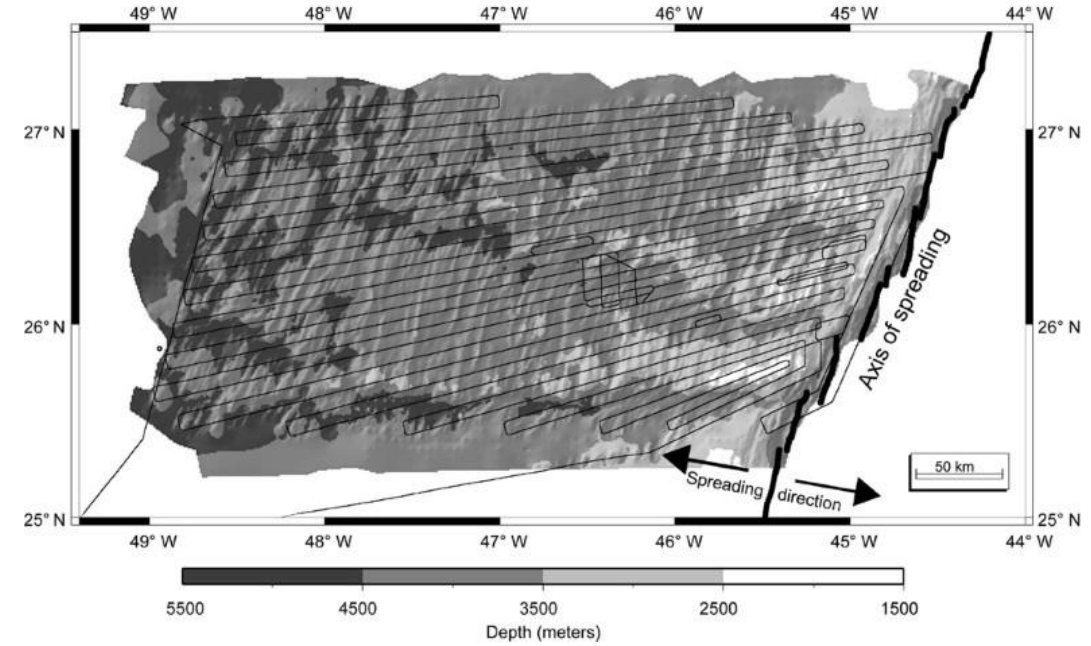 49° W 48° W 47° W 46° W 45° W 44° W
27° N 27° N
26° N 26° N
Axis of spreading
50 km
Spreading direction
25° N 25° N
49° W 48° W 47° W 46° W 45° W 44° W
5500 4500 3500 2500 1500
Depth (meters)